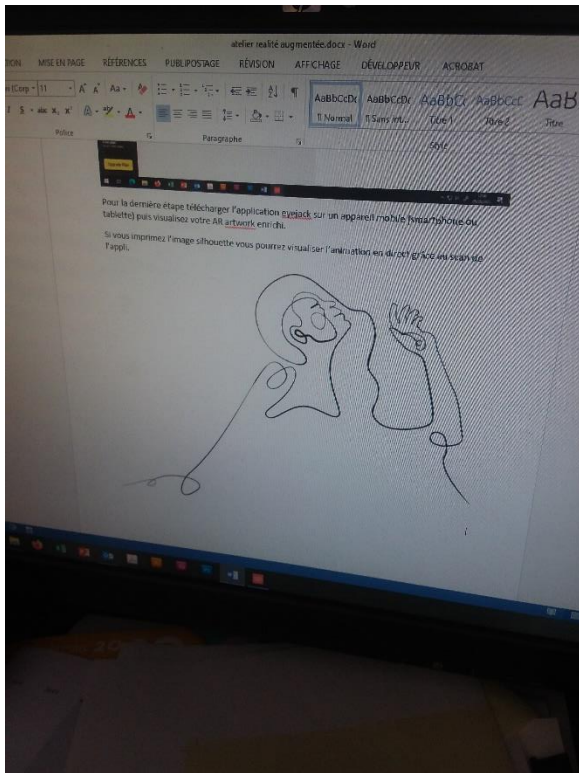 atelier realité augmentée.docx - Word
MISE EN PAGE RÉFÉRENCES PUBLIPOSTAGE RÉVISION AFFICHAGE DÉVELOPPEUR ACROBAT
11 Aa
AaBbCcDc AaBbCcDc AaBbCc AaBbCcC AaB
¶ Normal ¶ Sans int... Titre 1 Titre 2 Titre
Police Paragraphe Style
Pour la dernière étape télécharger l'application eyejack sur un appareil mobile (smartphone ou
tablette) puis visualisez votre AR artwork enrichi.
Si vous imprimez l'image silhouette vous pourrez visualiser l'animation en direct grâce au scan de
l'appli.